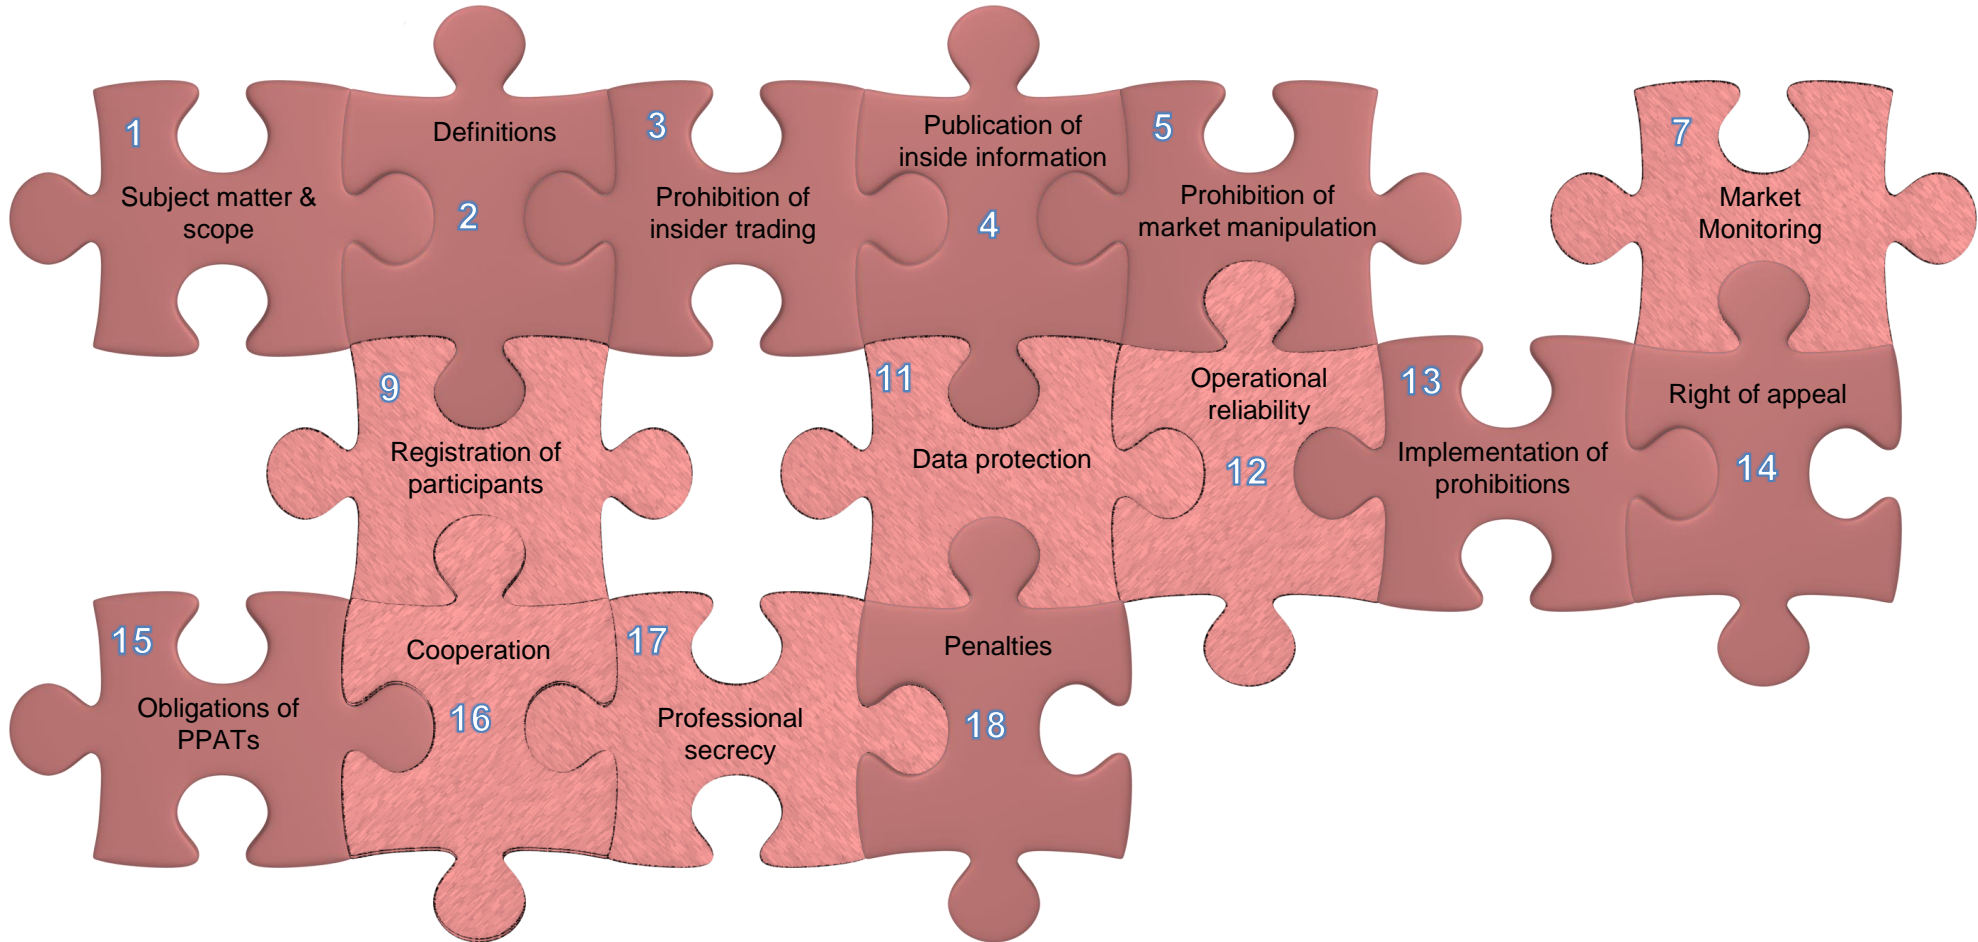 1
Subject matter &
scope
Definitions
2
3
Prohibition of
insider trading
Publication of
inside information
4
5
Prohibition of
market manipulation
7
Market
Monitoring
9
Registration of
participants
11
Data protection
Operational
reliability
12
13
Implementation of
prohibitions
Right of appeal
14
15
Obligations of
PPATs
Cooperation
16
17
Professional
secrecy
Penalties
18